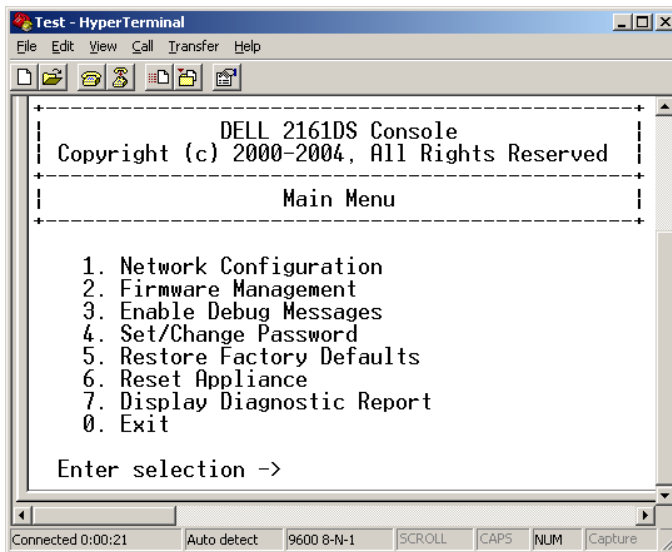 Test - HyperTerminal
File Edit View Call Transfer Help
DELL 2161DS Console
Copyright (c) 2000-2004, All Rights Reserved
Main Menu
1. Network Configuration
2. Firmware Management
3. Enable Debug Messages
4. Set/Change Password
5. Restore Factory Defaults
6. Reset Appliance
7. Display Diagnostic Report
0. Exit
Enter selection ->
Connected 0:00:21 Auto detect 9600 8-N-1 SCROLL CAPS NUM Capture